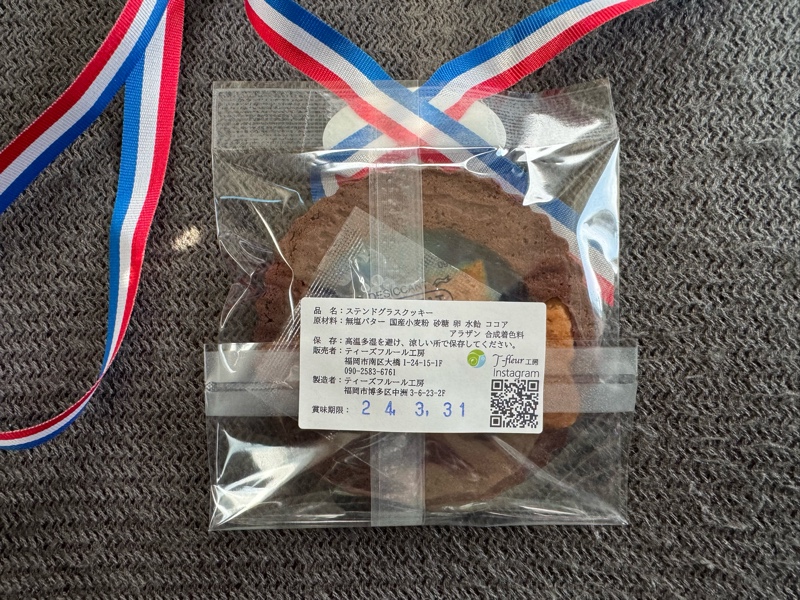 DESICCANT
品　名：ステンドグラスクッキー
原材料：無塩バター 国産小麦粉 砂糖 卵 水飴 ココア
アラザン 合成着色料
保　存：高温多湿を避け、涼しい所で保存してください。
販売者：ティーズフルール工房
福岡市南区大橋1-24-15-1F
090-2583-6761
製造者：ティーズフルール工房
福岡市博多区中洲3-6-23-2F
賞味期限：24. 3. 31
T-fleur工房
Instagram